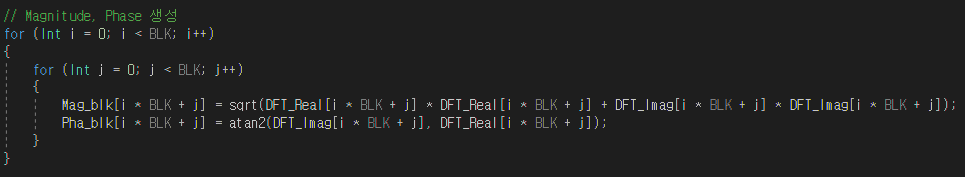 // Magnitude, Phase 생성
for (Int i = 0; i < BLK; i++)
{
for (Int j = 0; j < BLK; j++)
{
Mag_blk[i * BLK + j] = sqrt(DFT_Real[i * BLK + j] * DFT_Real[i * BLK + j] + DFT_Imag[i * BLK + j] * DFT_Imag[i * BLK + j]);
Pha_blk[i * BLK + j] = atan2(DFT_Imag[i * BLK + j], DFT_Real[i * BLK + j]);
}
}